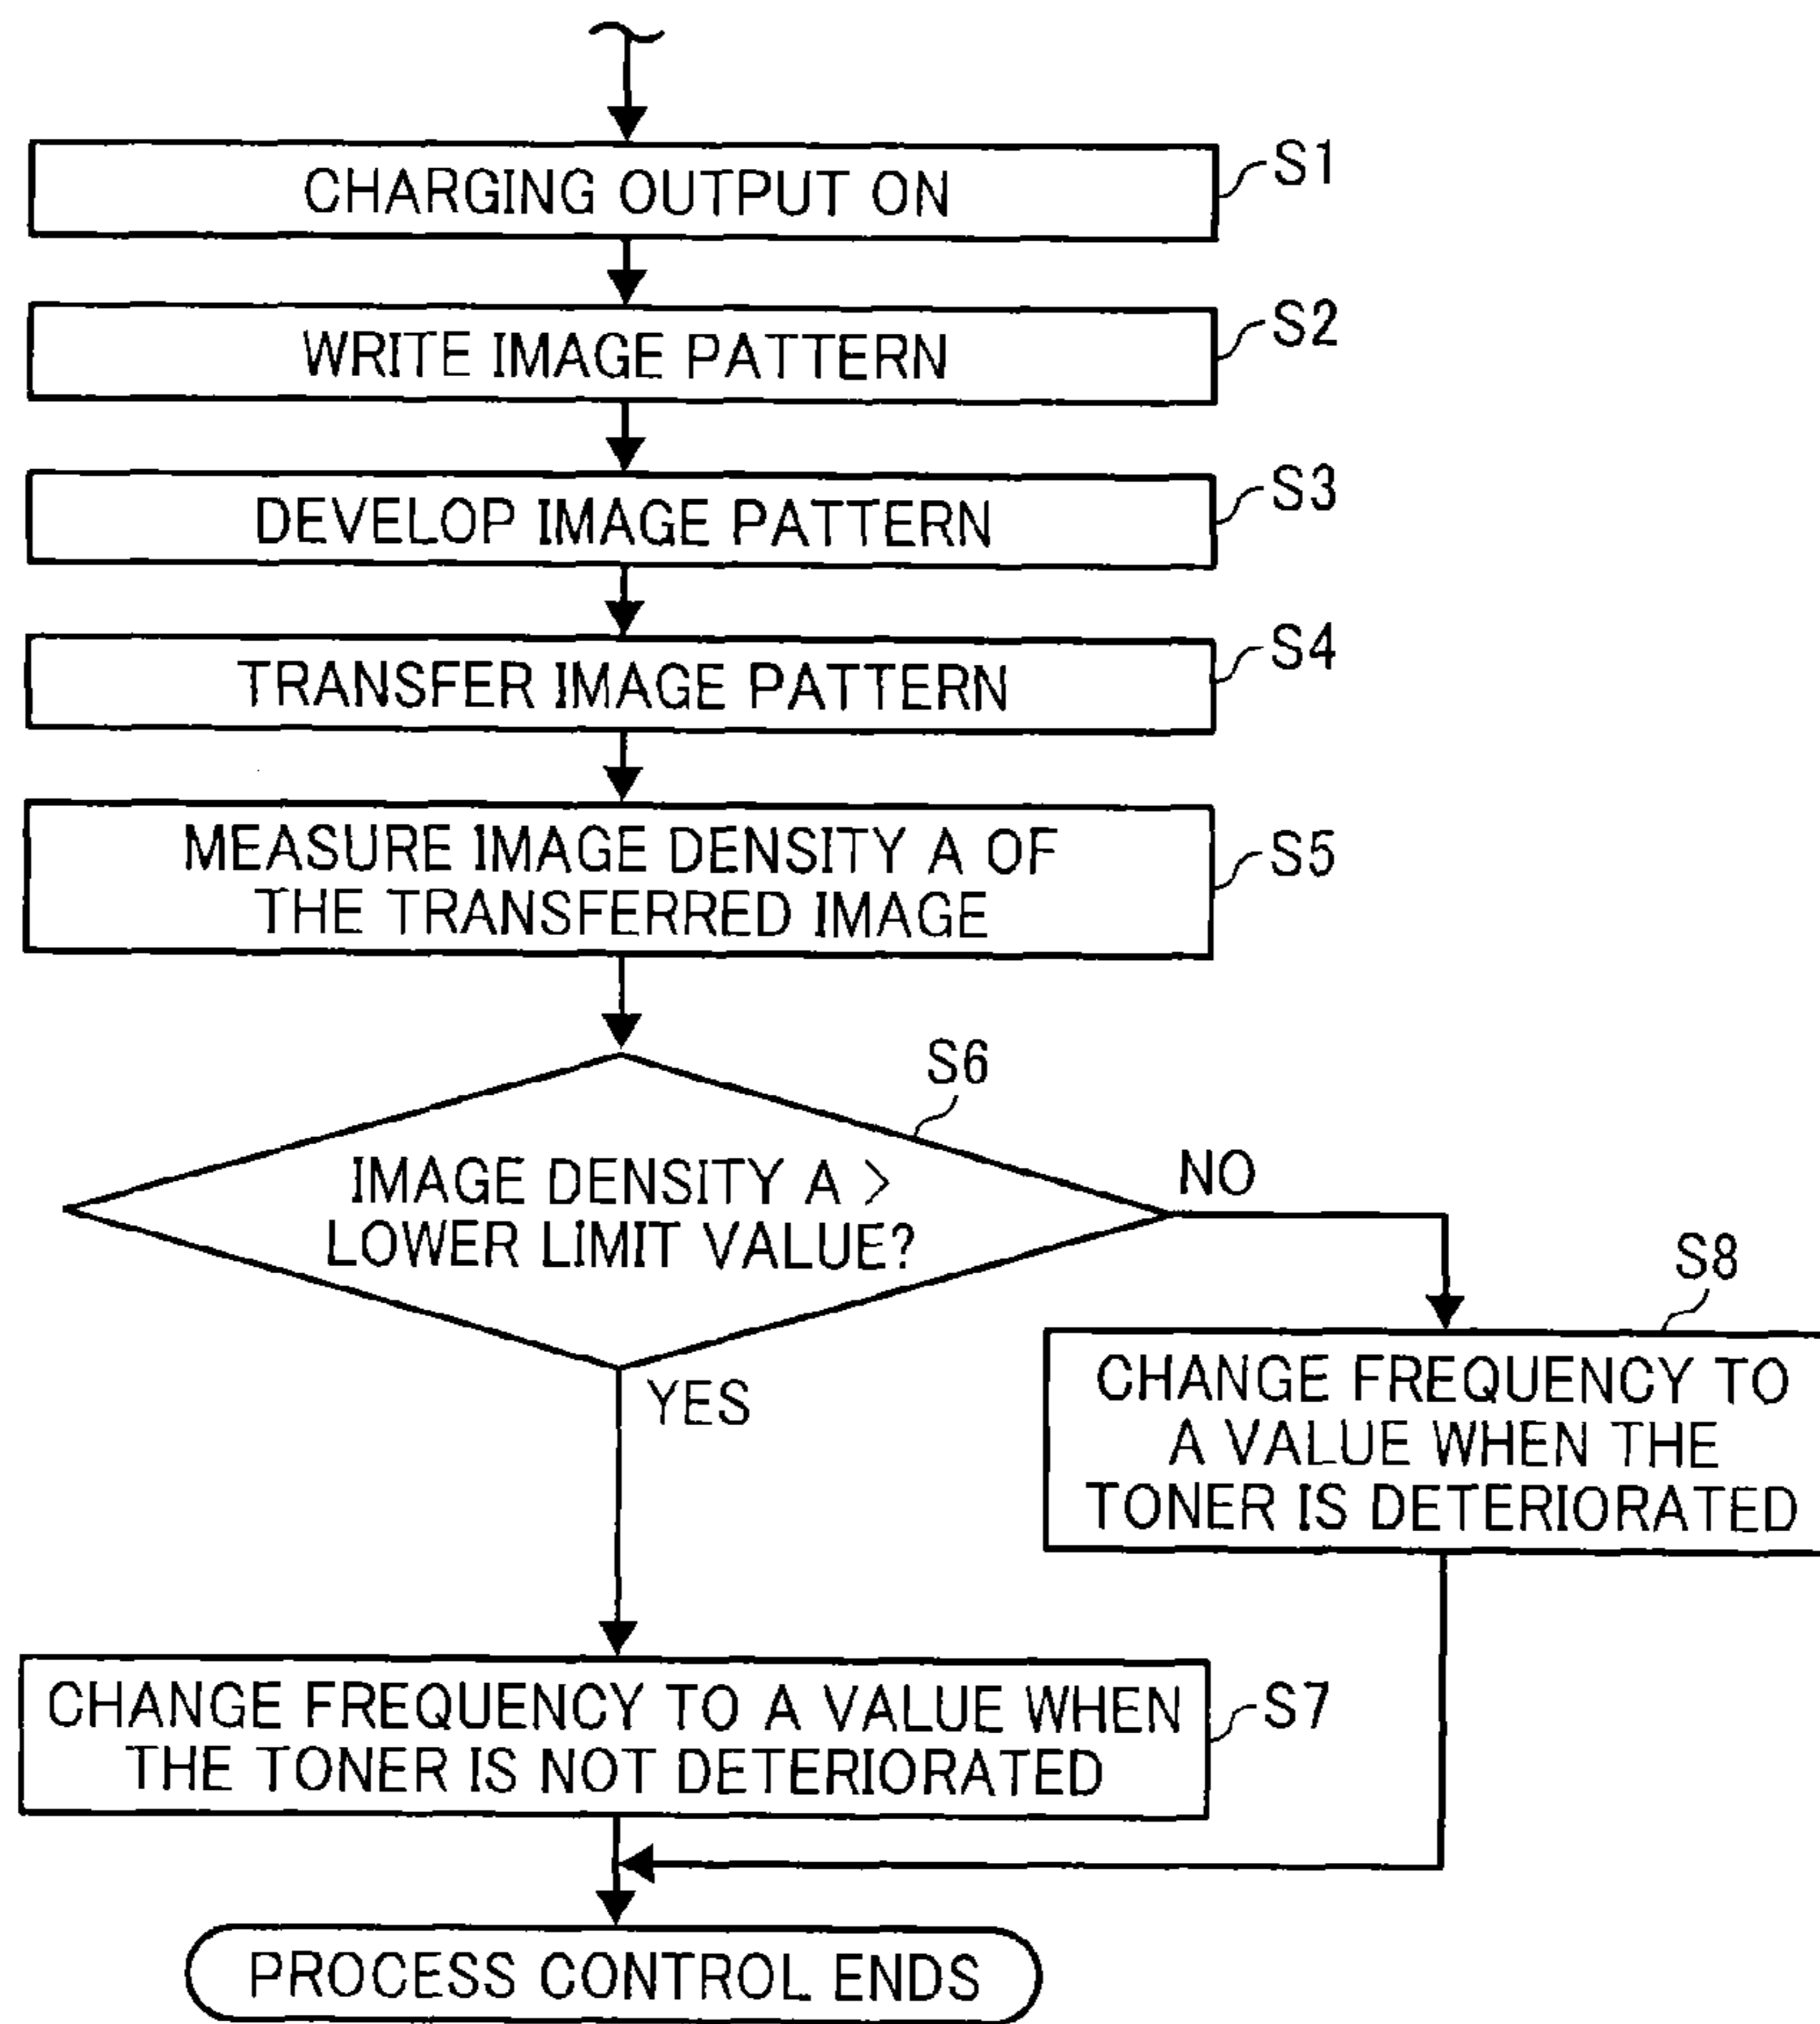 CHARGING OUTPUT ON
S1
WRITE IMAGE PATTERN
S2
DEVELOP IMAGE PATTERN
S3
TRANSFER IMAGE PATTERN
S4
MEASURE IMAGE DENSITY A OF
THE TRANSFERRED IMAGE
S5
S6
IMAGE DENSITY A >
LOWER LIMIT VALUE?
NO
YES
S8
CHANGE FREQUENCY TO
A VALUE WHEN THE
TONER IS DETERIORATED
CHANGE FREQUENCY TO A VALUE WHEN
THE TONER IS NOT DETERIORATED
S7
PROCESS CONTROL ENDS